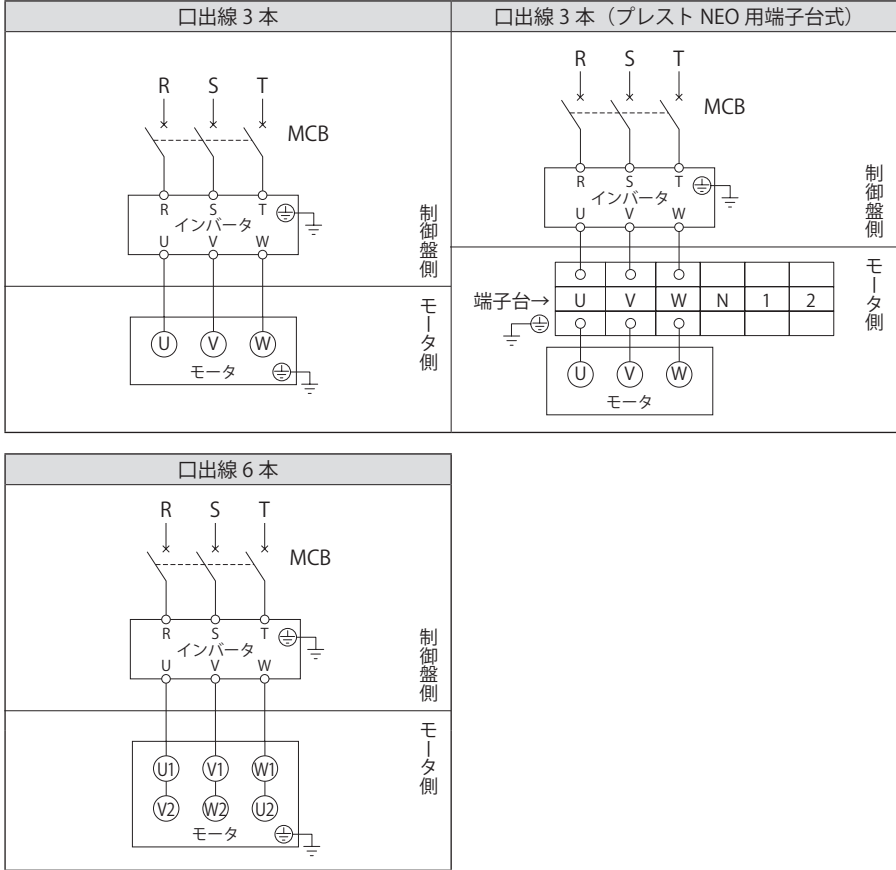 口出線 3 本
R S T
MCB
R S T
インバータ
U V W
制御盤側
モータ側
U V W
モータ
口出線 3 本（プレスト NEO 用端子台式）
R S T
MCB
R S T
インバータ
U V W
制御盤側
モータ側
端子台→ U V W N 1 2
U V W
モータ
口出線 6 本
R S T
MCB
R S T
インバータ
U V W
制御盤側
モータ側
U1 V1 W1
V2 W2 U2
モータ